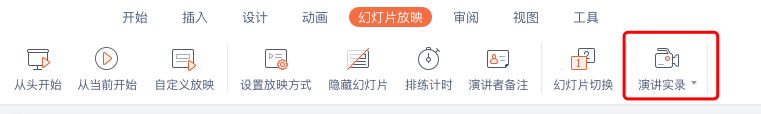 开始 插入 设计 动画 幻灯片放映 审阅 视图 工具
2
1
从头开始 从当前开始 自定义放映 设置放映方式 隐藏幻灯片 排练计时 演讲者备注 幻灯片切换 演讲实录